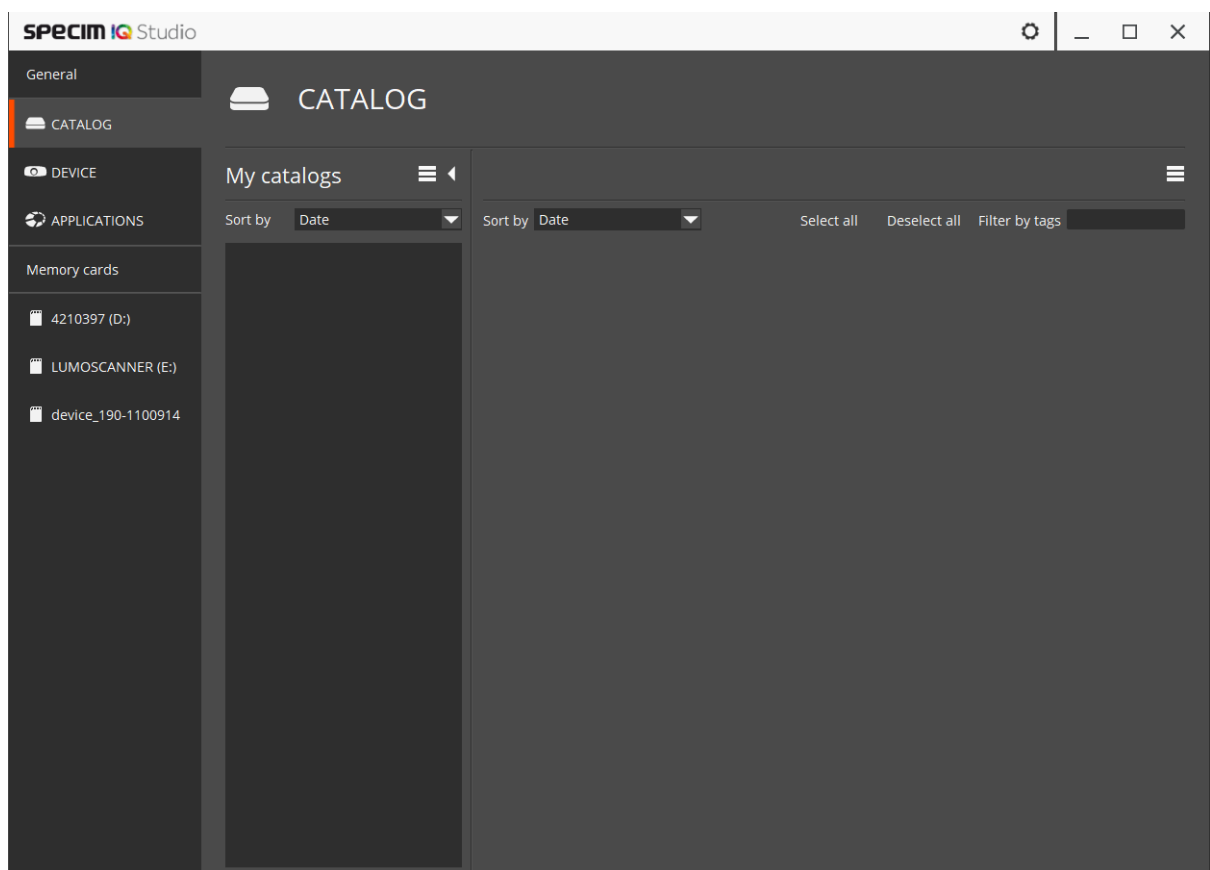 SPECIM IQ Studio
General
CATALOG
DEVICE
APPLICATIONS
Memory cards
4210397 (D:)
LUMOSCANNER (E:)
device_190-1100914
CATALOG
My catalogs
Sort by Date
Sort by Date Select all Deselect all Filter by tags